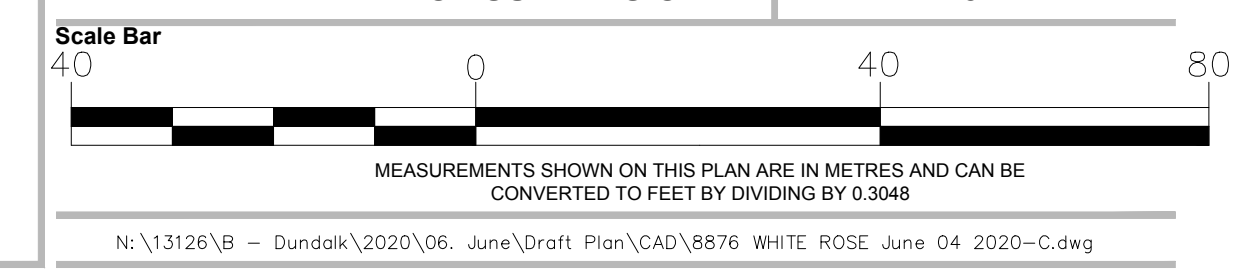 Scale Bar
40 0 40 80
MEASUREMENTS SHOWN ON THIS PLAN ARE IN METRES AND CAN BE
CONVERTED TO FEET BY DIVIDING BY 0.3048
N:\13126\B - Dundalk\2020\06. June\Draft Plan\CAD\8876 WHITE ROSE June 04 2020-C.dwg